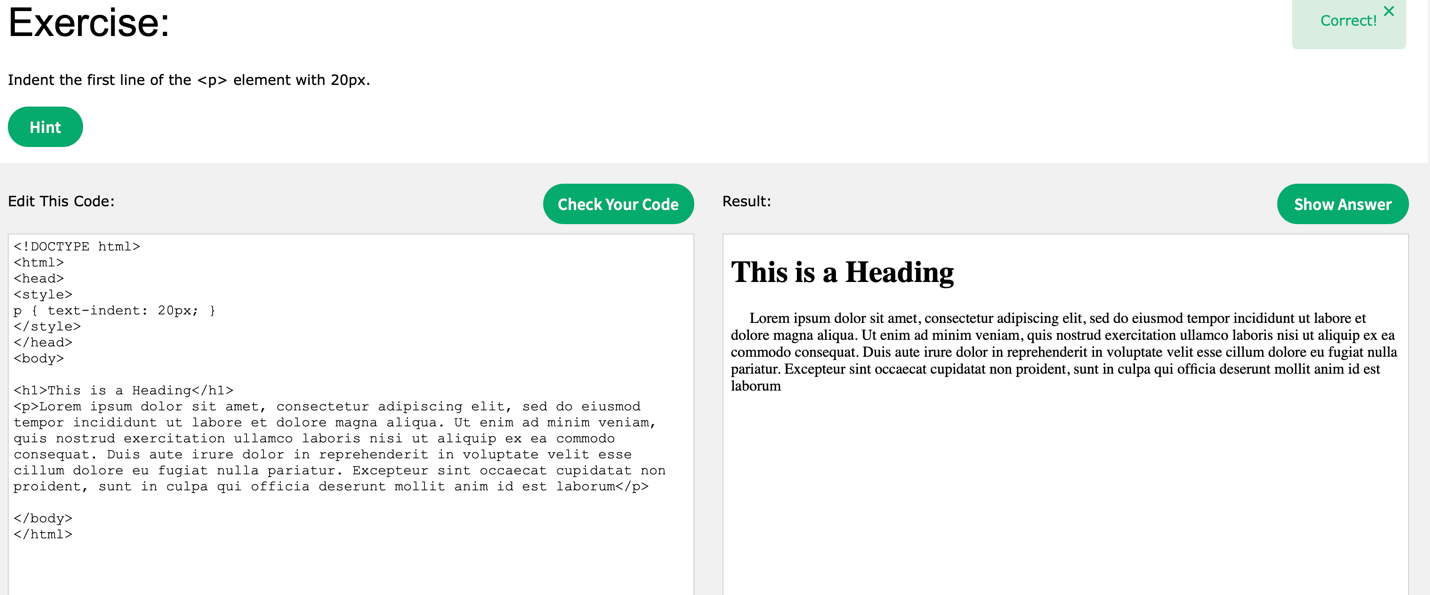 Exercise:
Correct! ×
Indent the first line of the <p> element with 20px.
Hint
Edit This Code:
Check Your Code
<!DOCTYPE html>
<html>
<head>
<style>
p { text-indent: 20px; }
</style>
</head>
<body>
<h1>This is a Heading</h1>
<p>Lorem ipsum dolor sit amet, consectetur adipiscing elit, sed do eiusmod
tempor incididunt ut labore et dolore magna aliqua. Ut enim ad minim veniam,
quis nostrud exercitation ullamco laboris nisi ut aliquip ex ea commodo
consequat. Duis aute irure dolor in reprehenderit in voluptate velit esse
cillum dolore eu fugiat nulla pariatur. Excepteur sint occaecat cupidatat non
proident, sunt in culpa qui officia deserunt mollit anim id est laborum</p>
</body>
</html>
Result:
Show Answer
This is a Heading
Lorem ipsum dolor sit amet, consectetur adipiscing elit, sed do eiusmod tempor incididunt ut labore et
dolore magna aliqua. Ut enim ad minim veniam, quis nostrud exercitation ullamco laboris nisi ut aliquip ex ea
commodo consequat. Duis aute irure dolor in reprehenderit in voluptate velit esse cillum dolore eu fugiat nulla
pariatur. Excepteur sint occaecat cupidatat non proident, sunt in culpa qui officia deserunt mollit anim id est
laborum